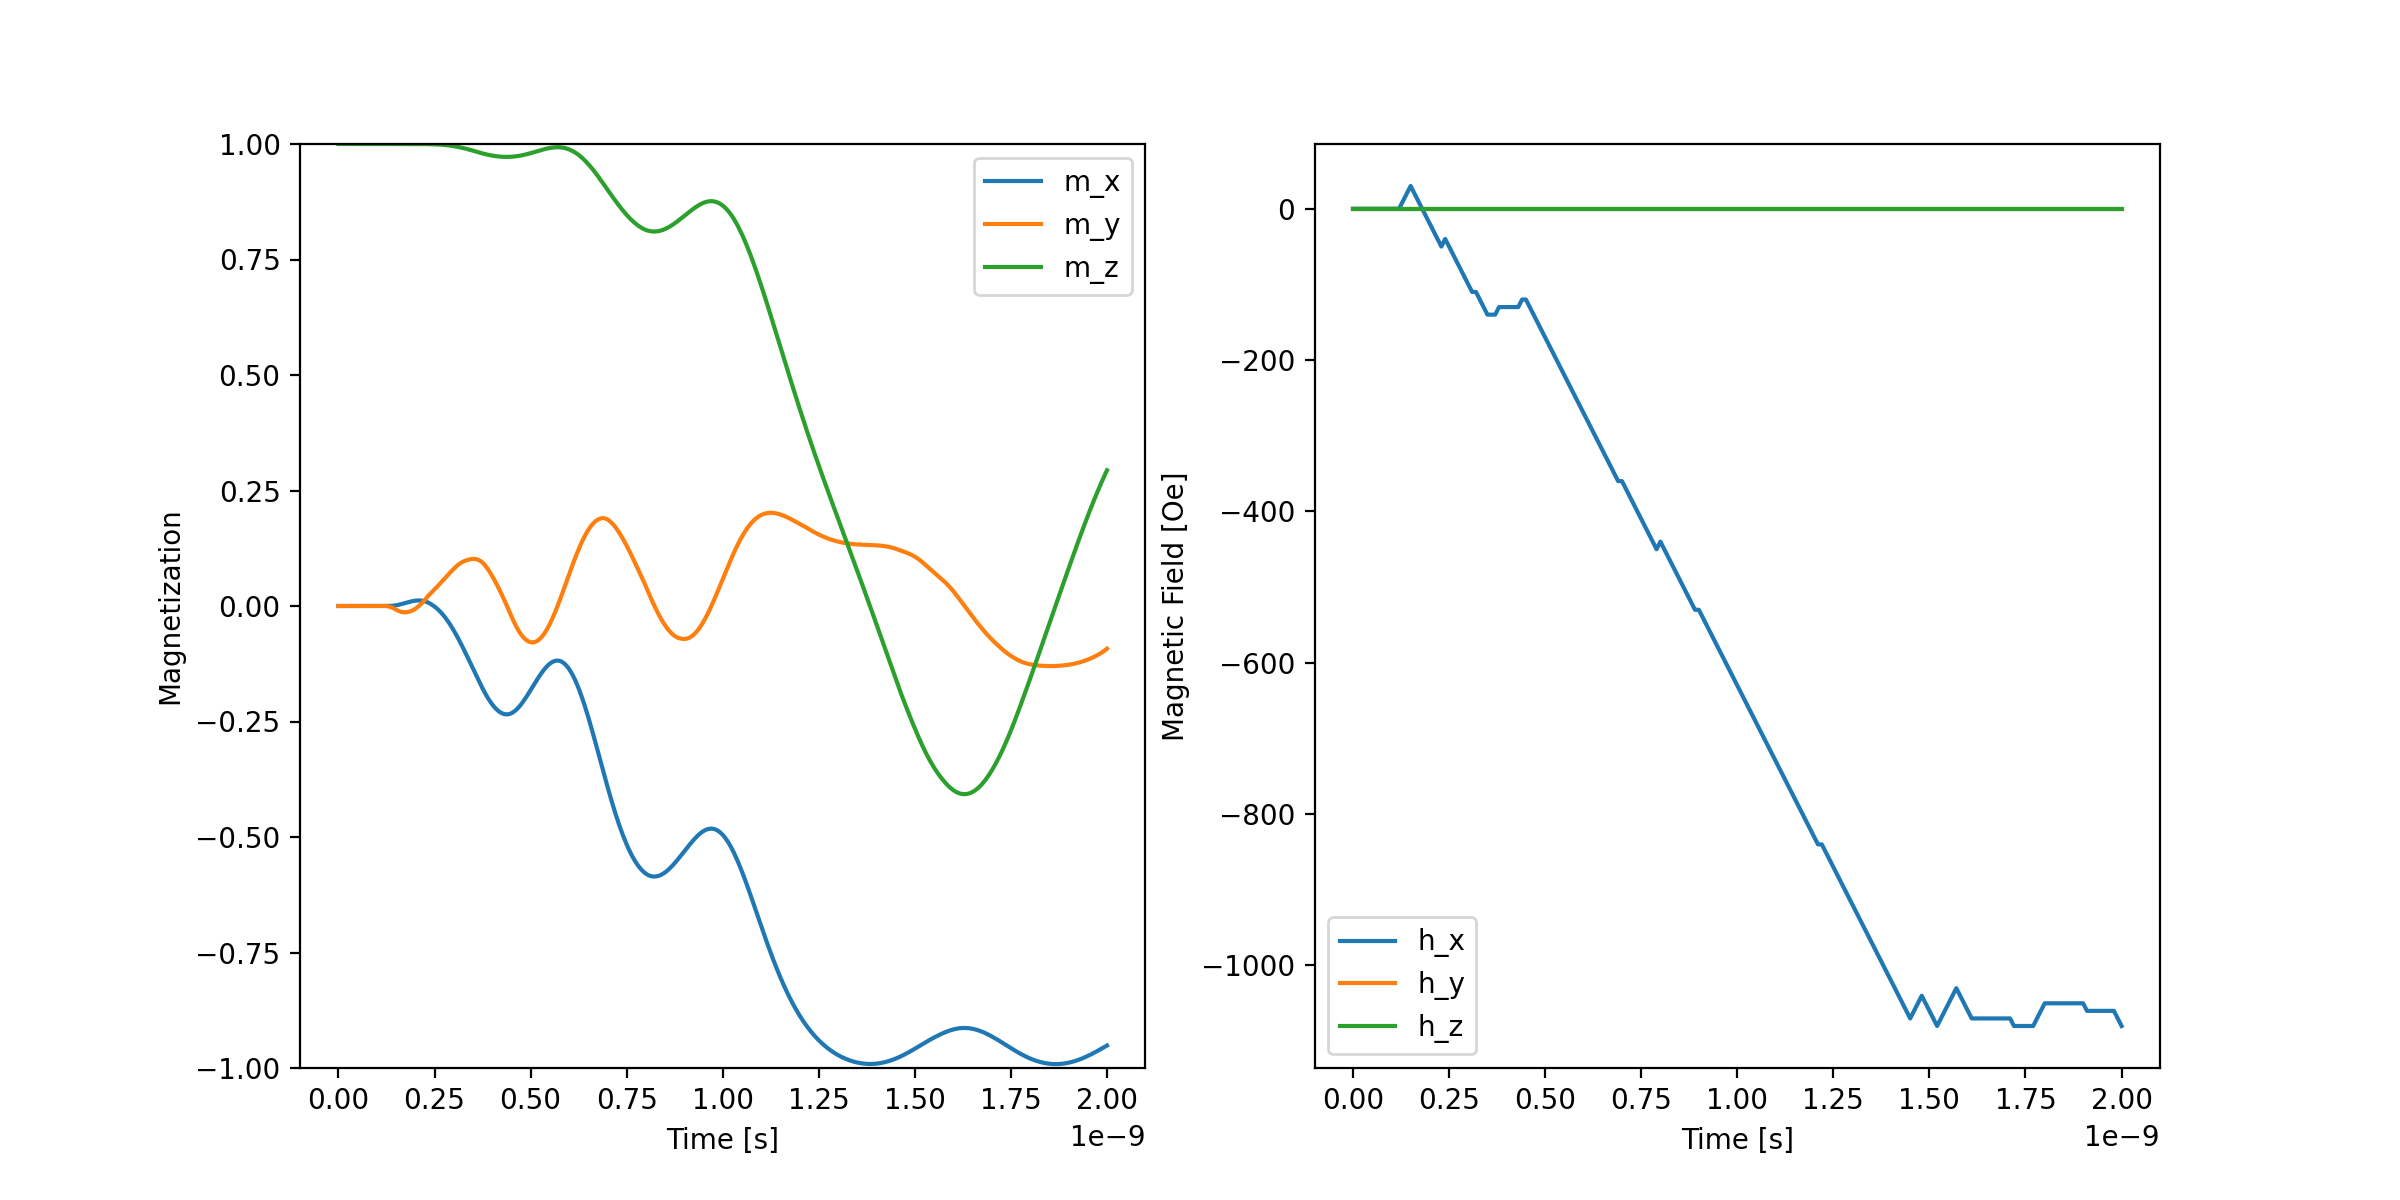 Magnetization
1.00
0.75
0.50
0.25
0.00
−0.25
−0.50
−0.75
−1.00
m_x
m_y
m_z
0.00 0.25 0.50 0.75 1.00 1.25 1.50 1.75 2.00
Time [s]
1e−9
Magnetic Field [Oe]
0
−200
−400
−600
−800
−1000
h_x
h_y
h_z
0.00 0.25 0.50 0.75 1.00 1.25 1.50 1.75 2.00
Time [s]
1e−9